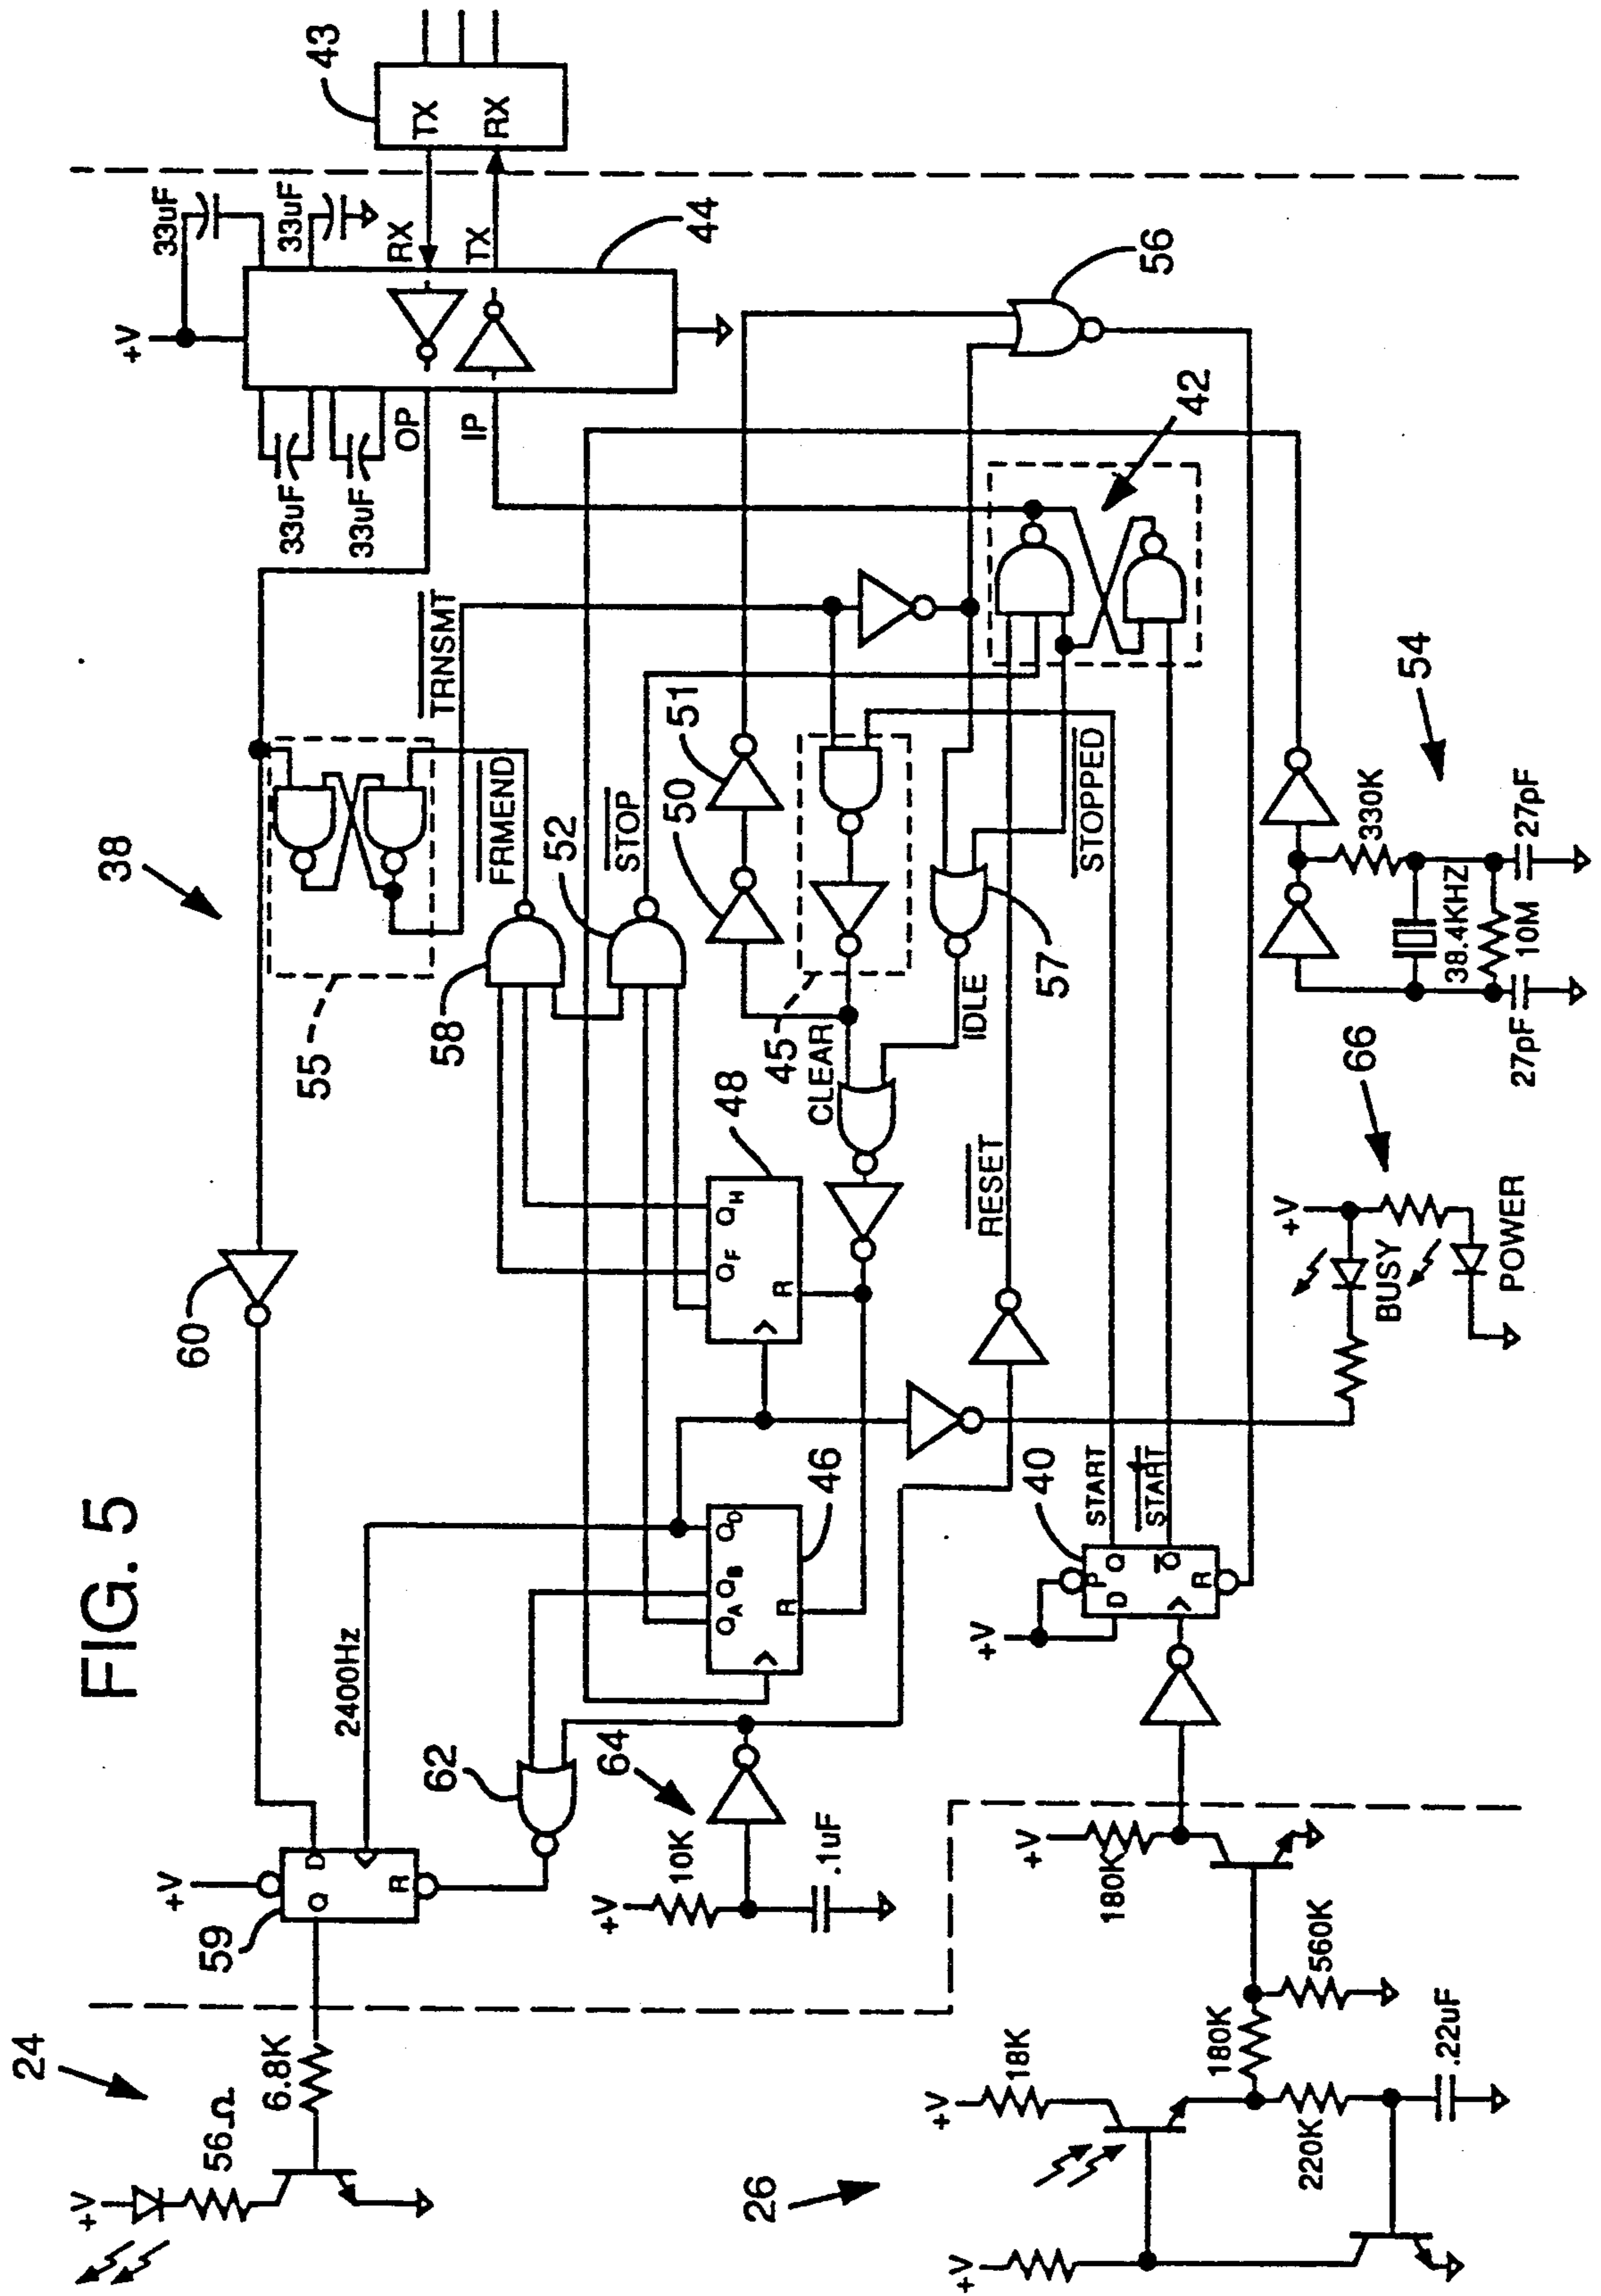 FIG. 5
38
43
TX
RX
33uF
33uF
+V
RX
TX
44
OP
IP
33uF
33uF
56
42
TRNSMT
55
FRMEND
58
52
STOP
50
51
45
CLEAR
IDLE
57
STOPPED
54
330K
38.4KHZ
10M
27pF
27pF
60
48
QF
QH
R
RESET
66
+V
BUSY
POWER
46
QA
QB
QD
R
2400Hz
40
START
START
P
D
Q
Q
R
+V
62
64
+V
10K
.1uF
+V
59
D
Q
R
24
+V
56Ω
6.8K
26
+V
+V
18K
180K
220K
.22uF
560K
+V
180K